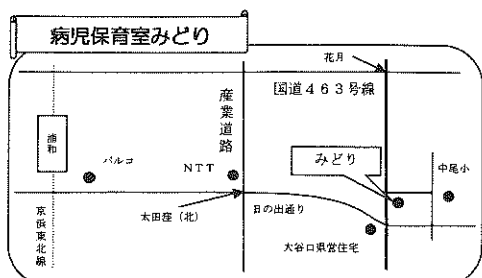 病児保育室みどり
花月
国道463号線
産業道路
浦和
パルコ
NTT
みどり
中尾小
京浜東北線
太田窪(北)
日の出通り
大谷口県営住宅